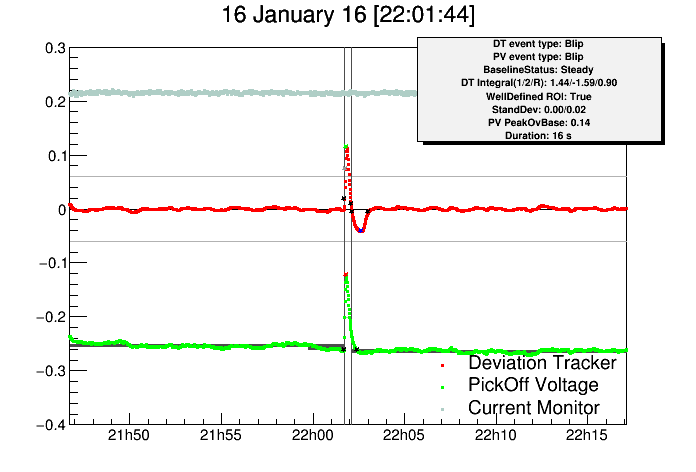 16 January 16 [22:01:44]
DT event type: Blip
PV event type: Blip
BaselineStatus: Steady
DT Integral(1/2/R): 1.44/-1.59/0.90
WellDefined ROI: True
StandDev: 0.00/0.02
PV PeakOvBase: 0.14
Duration: 16 s
0.3
0.2
0.1
0
−0.1
−0.2
−0.3
−0.4
Deviation Tracker
PickOff Voltage
Current Monitor
21h50
21h55
22h00
22h05
22h10
22h15